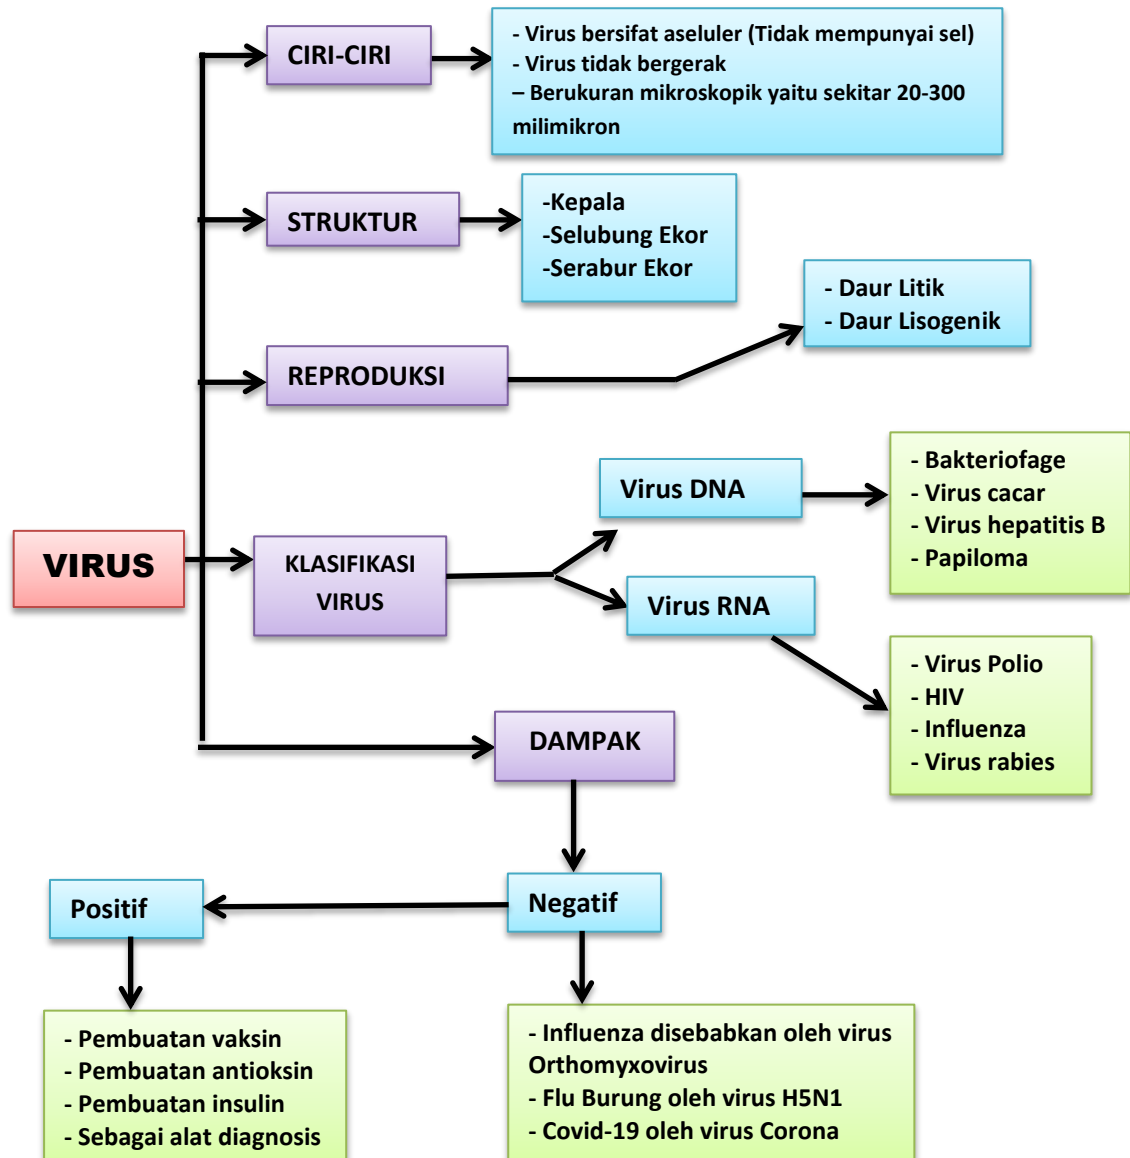 CIRI-CIRI
- Virus bersifat aseluler (Tidak mempunyai sel)
- Virus tidak bergerak
– Berukuran mikroskopik yaitu sekitar 20-300
milimikron
STRUKTUR
-Kepala
-Selubung Ekor
-Serabur Ekor
REPRODUKSI
- Daur Litik
- Daur Lisogenik
VIRUS
KLASIFIKASI
VIRUS
Virus DNA
- Bakteriofage
- Virus cacar
- Virus hepatitis B
- Papiloma
Virus RNA
- Virus Polio
- HIV
- Influenza
- Virus rabies
DAMPAK
Positif
Negatif
- Pembuatan vaksin
- Pembuatan antioksin
- Pembuatan insulin
- Sebagai alat diagnosis
- Influenza disebabkan oleh virus
Orthomyxovirus
- Flu Burung oleh virus H5N1
- Covid-19 oleh virus Corona